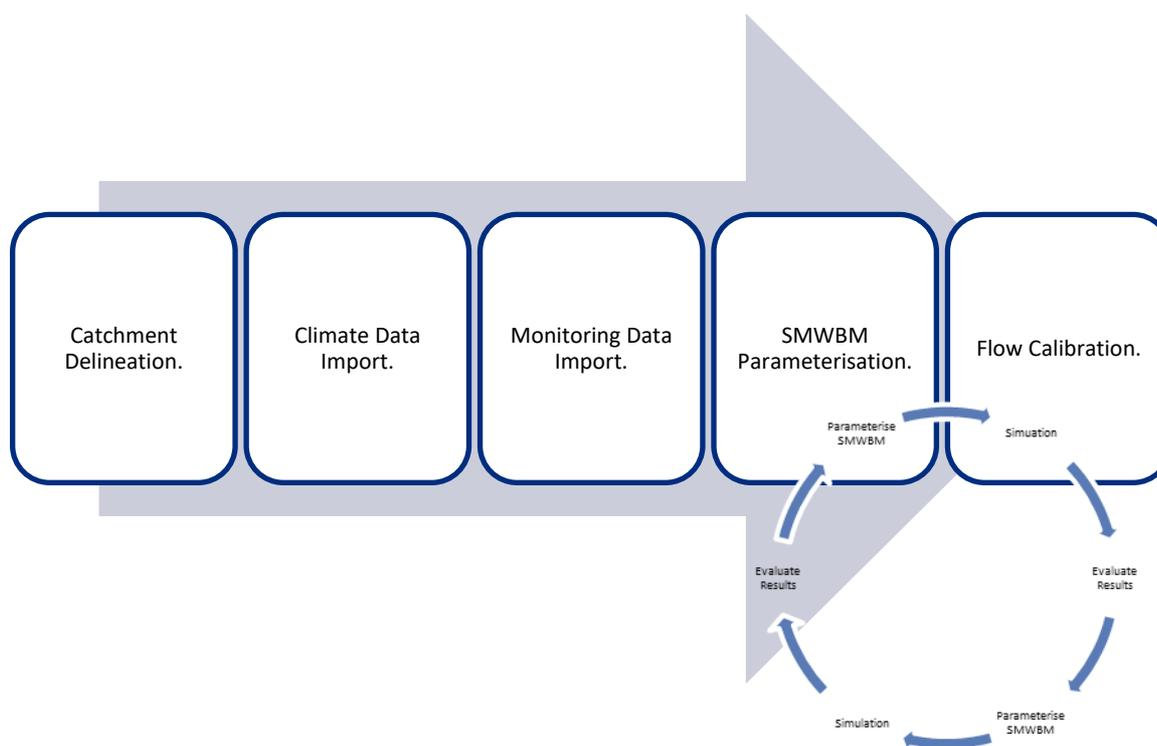 Catchment
Delineation.
Climate Data
Import.
Monitoring Data
Import.
SMWBM
Parameterisation.
Flow Calibration.
Parameterise
SMWBM
Simuation
Evaluate
Results
Parameterise
SMWBM
Simulation
Evaluate
Results